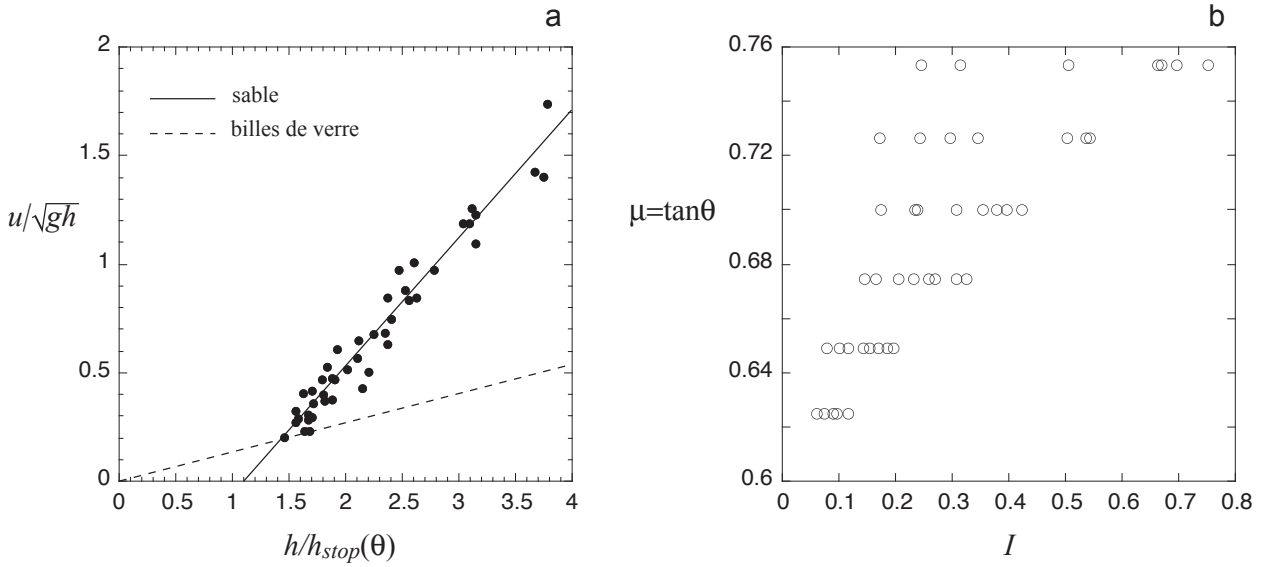 a
2
1.5
1
0.5
0
u/√gh
sable
billes de verre
0 0.5 1 1.5 2 2.5 3 3.5 4
h/hstop(θ)
b
0.76
0.72
0.68
0.64
0.6
μ=tanθ
0 0.1 0.2 0.3 0.4 0.5 0.6 0.7 0.8
I